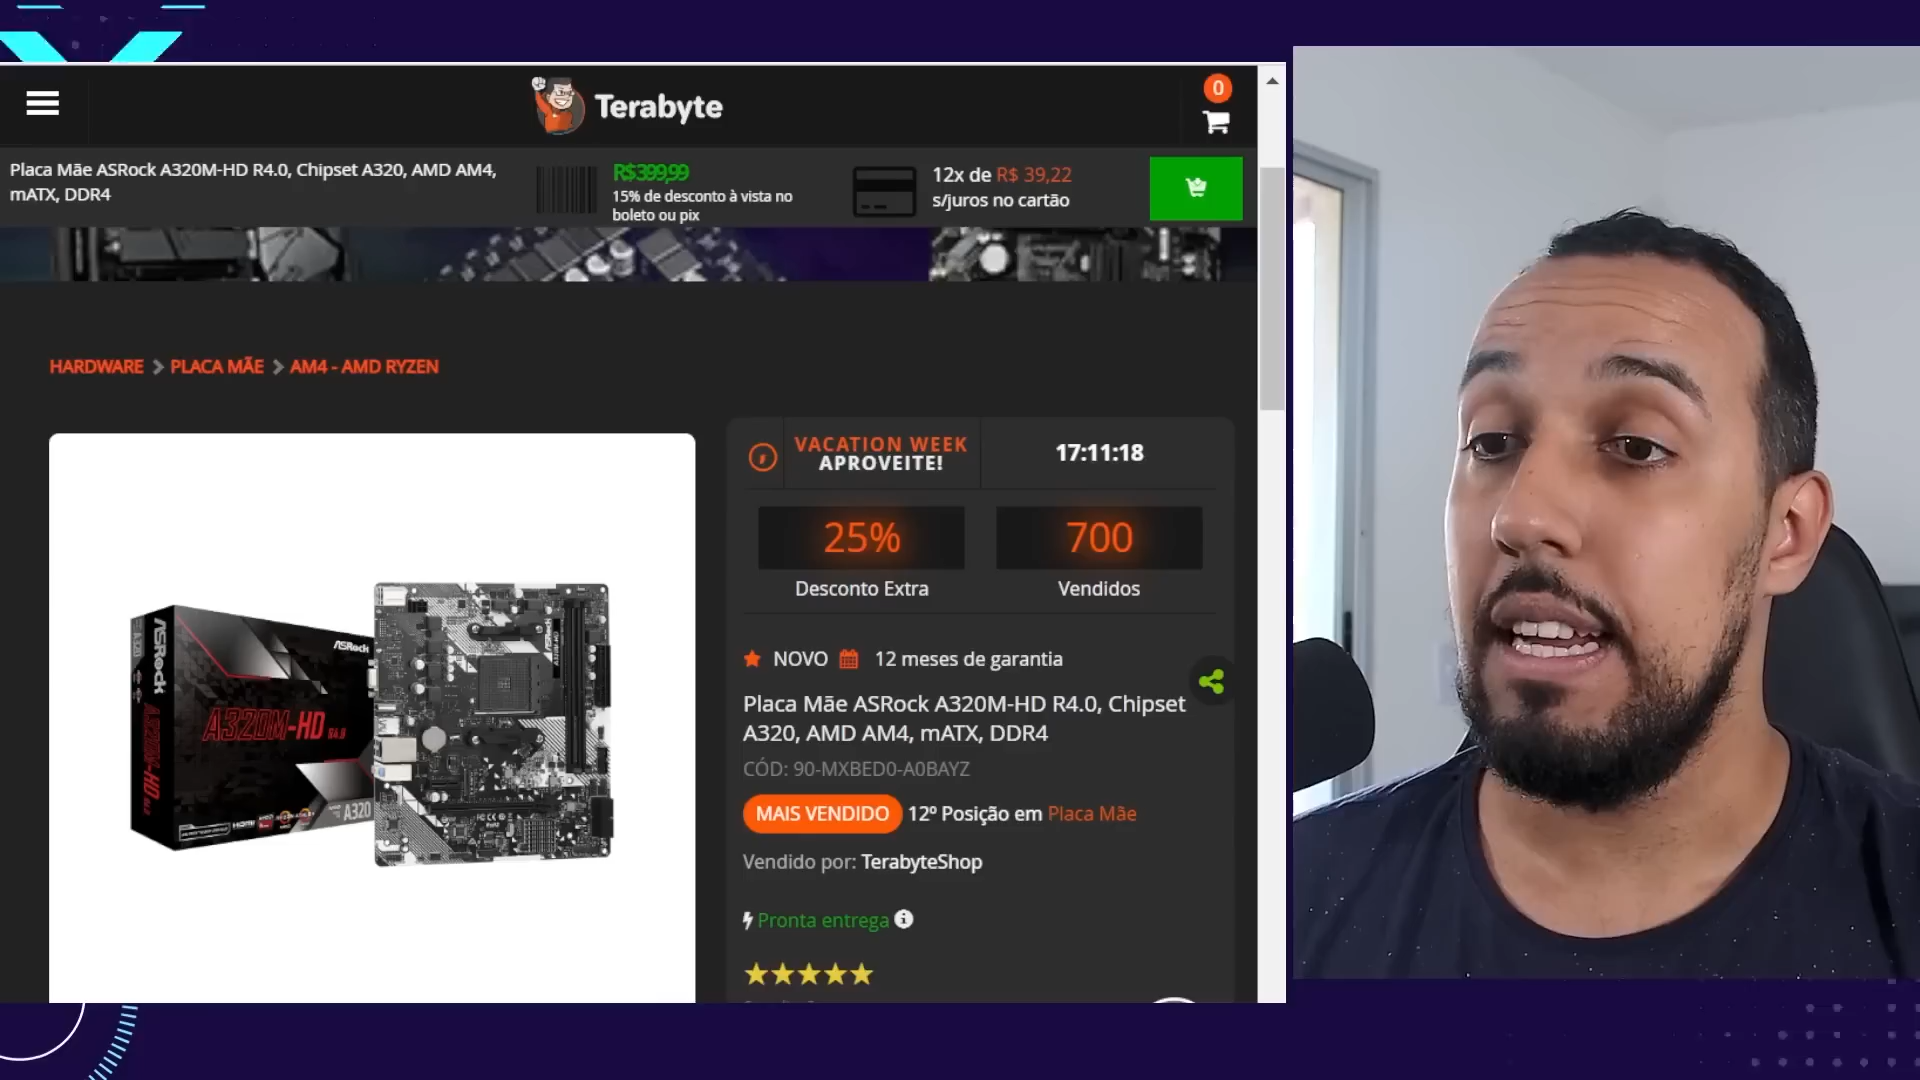 Terabyte
0
Placa Mãe ASRock A320M-HD R4.0, Chipset A320, AMD AM4,
mATX, DDR4
R$399,99
15% de desconto à vista no
boleto ou pix
12x de R$ 39,22
s/juros no cartão
HARDWARE
PLACA MÃE
AM4 - AMD RYZEN
VACATION WEEK
APROVEITE!
17:11:18
25%
Desconto Extra
700
Vendidos
NOVO
12 meses de garantia
Placa Mãe ASRock A320M-HD R4.0, Chipset
A320, AMD AM4, mATX, DDR4
CÓD: 90-MXBED0-A0BAYZ
MAIS VENDIDO 12º Posição em Placa Mãe
Vendido por: TerabyteShop
Pronta entrega
ASRock
ASRock
A320M-HD
A320M-HD
HDMI
A320